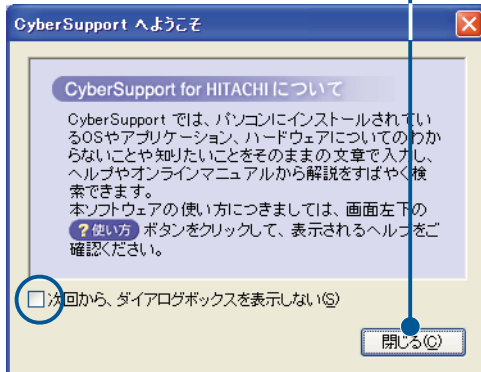 CyberSupport へようこそ
CyberSupport for HITACHI について
CyberSupport では、パソコンにインストールされてい
るOSやアプリケーション、ハードウェアについてのわか
らないことや知りたいことをそのままの文章で入力し、
ヘルプやオンラインマニュアルから解説をすばやく検
索できます。
本ソフトウェアの使い方につきましては、画面左下の
?使い方 ボタンをクリックして、表示されるヘルプをご
確認ください。
次回から、ダイアログボックスを表示しない(S)
閉じる(C)